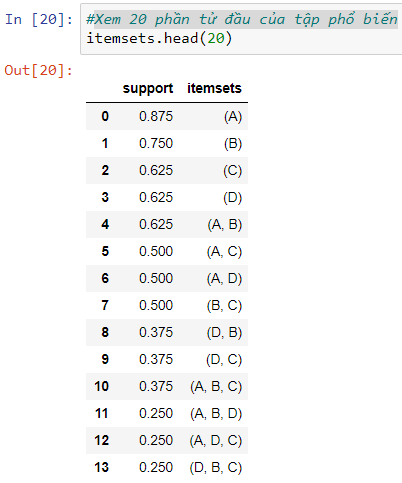 In [20]: #Xem 20 phần tử đầu của tập phổ biến
itemsets.head(20)
Out[20]:
support itemsets
0 0.875 (A)
1 0.750 (B)
2 0.625 (C)
3 0.625 (D)
4 0.625 (A, B)
5 0.500 (A, C)
6 0.500 (A, D)
7 0.500 (B, C)
8 0.375 (D, B)
9 0.375 (D, C)
10 0.375 (A, B, C)
11 0.250 (A, B, D)
12 0.250 (A, D, C)
13 0.250 (D, B, C)